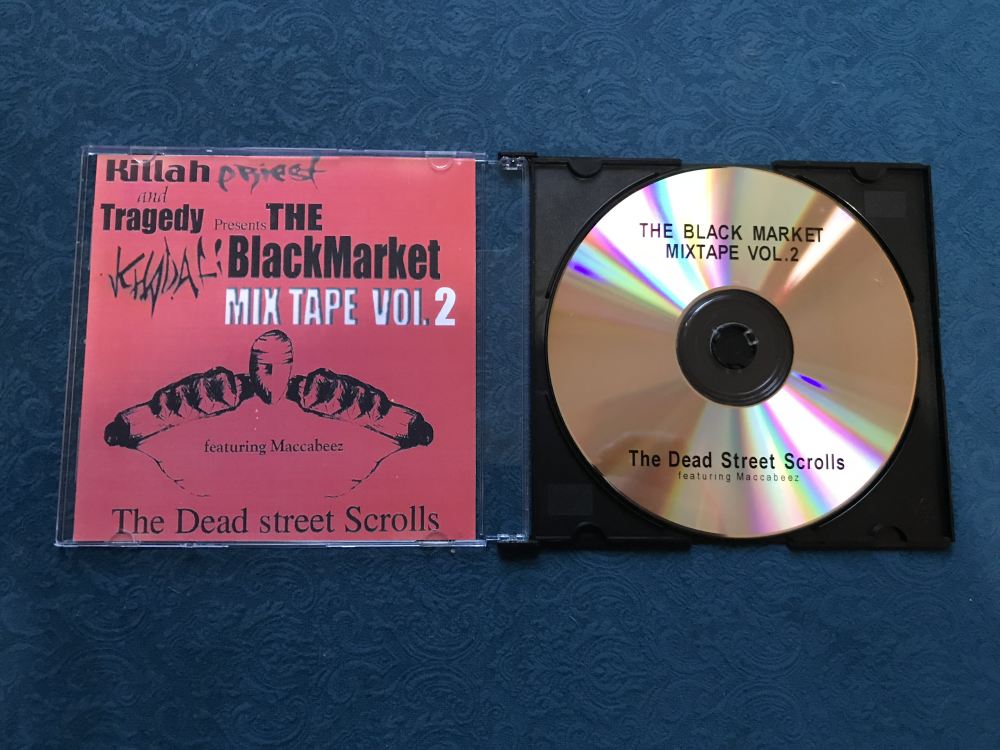 Killah priest
and
Tragedy Presents THE
KHADAFI BlackMarket
MIX TAPE VOl. 2
featuring Maccabeez
The Dead street Scrolls
THE BLACK MARKET
MIXTAPE VOL.2
The Dead Street Scrolls
featuring Maccabeez